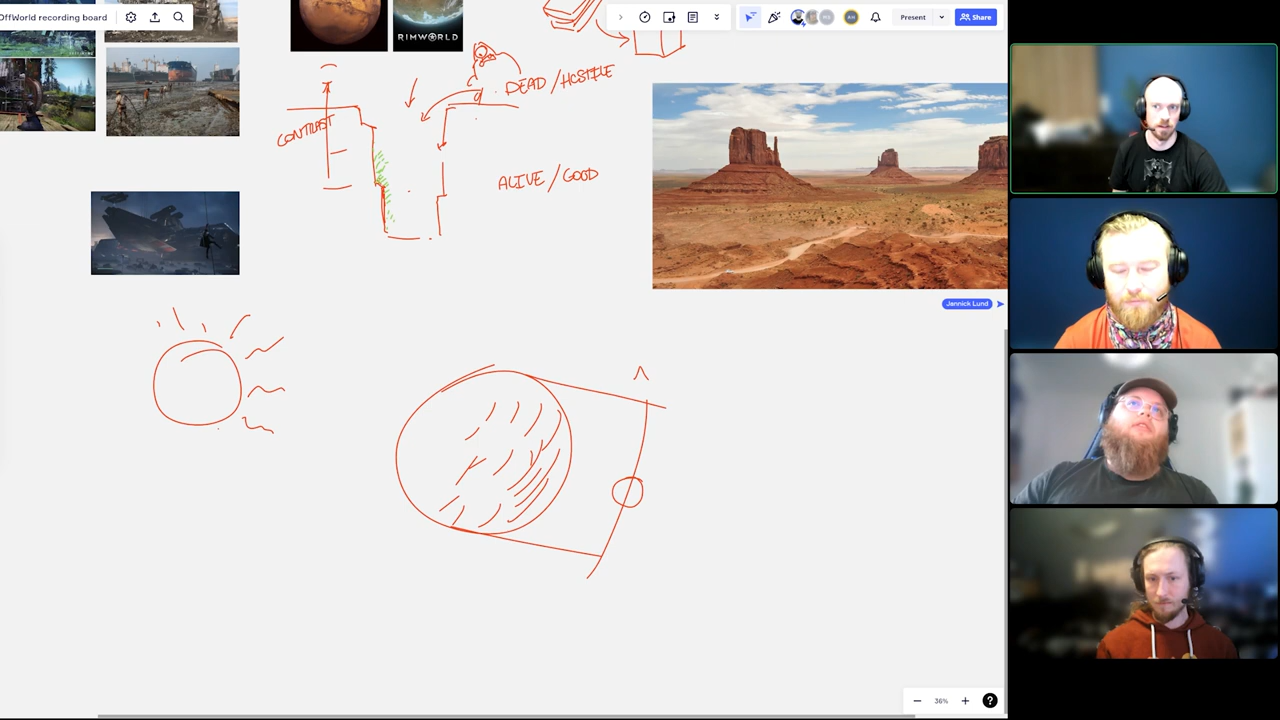 OffWorld recording board
Present
Share
RIMWORLD
DEAD/HOSTILE
CONTRAST
ALIVE/GOOD
Jannick Lund
36%